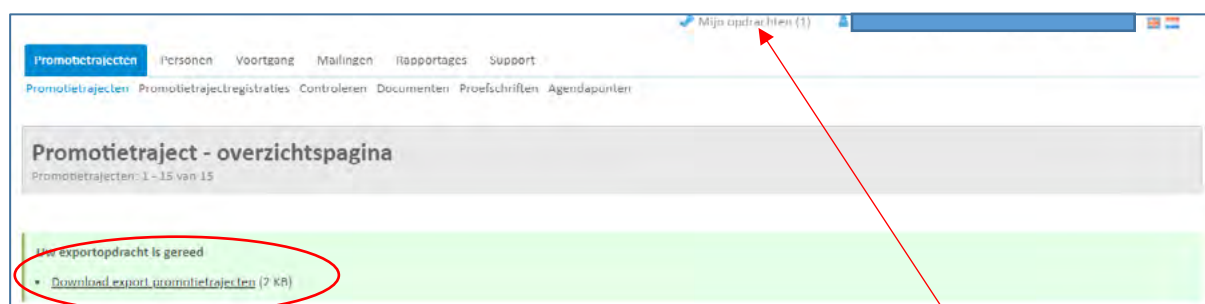 Mijn opdrachten (1)
Promotietrajecten Personen Voortgang Mailingen Rapportages Support
Promotietrajecten Promotietrajectregistraties Controleren Documenten Proefschriften Agendapunten
Promotietraject - overzichtspagina
Promotietrajecten: 1 - 15 van 15
Uw exportopdracht is gereed
• Download export promotietrajecten (2 KB)